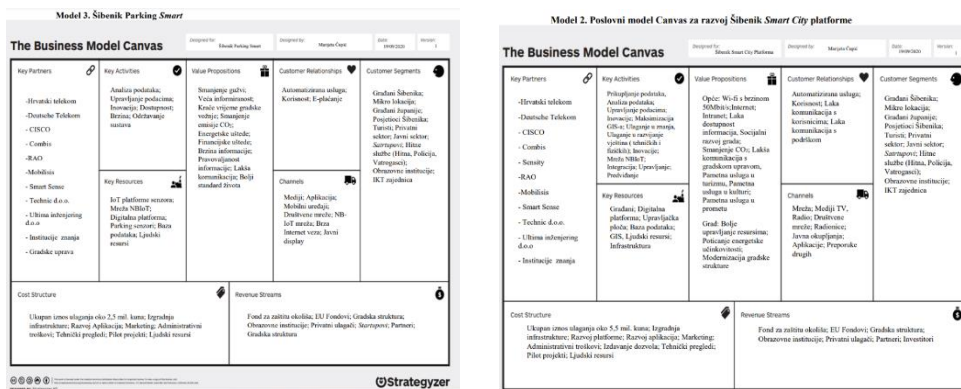 Model 3. Šibenik Parking Smart
The Business Model Canvas
Designed for:
Šibenik Parking Smart
Designed by:
Marijeta Čapić
Date:
19/09/2020
Version:
1
Key Partners
-Hrvatski telekom
-Deutsche Telekom
- CISCO
- Combis
-RAO
-Mobilisis
- Smart Sense
- Technic d.o.o.
- Ultima inženjering
d.o.o
- Institucije znanja
- Gradske uprava
Key Activities
Analiza podataka;
Upravljanje podacima;
Inovacija; Dostupnost;
Brzina; Održavanje
sustava
Key Resources
IoT platforme senzora;
Mreža NBIoT;
Digitalna platforma;
Parking senzori; Baza
podataka; Ljudski
resursi
Value Propositions
Smanjenje gužvi;
Veća informiranost;
Kraće vrijeme gradske
vožnje; Smanjenje
emisije CO2;
Energetske uštede;
Financijske uštede;
Brzina informacije;
Pravovaljanost
informacije; Lakša
komunikacija; Bolji
standard života
Customer Relationships
Automatizirana usluga;
Korisnost; E-plaćanje
Channels
Mediji; Aplikacija;
Mobilni uređaji;
Društvene mreže; NB-
IoT mreža; Brza
Internet veza; Javni
display
Customer Segments
Građani Šibenika;
Mikro lokacija;
Građani županije;
Posjetioci Šibenika;
Turisti; Privatni
sektor; Javni sektor;
Startupovi; Hitne
službe (Hitna, Policija,
Vatrogasci);
Obrazovne institucije;
IKT zajednica
Cost Structure
Ukupan iznos ulaganja oko 2,5 mil. kuna; Izgradnja
infrastrukture; Razvoj Aplikacija; Marketing; Administrativni
troškovi; Tehnički pregledi; Pilot projekti; Ljudski resursi
Revenue Streams
Fond za zaštitu okoliša; EU Fondovi; Gradska struktura;
Obrazovne institucije; Privatni ulagači; Startupovi; Partneri;
Gradska struktura
Strategyzer
Model 2. Poslovni model Canvas za razvoj Šibenik Smart City platforme
The Business Model Canvas
Designed for:
Šibenik Smart City Platforma
Designed by:
Marijeta Čapić
Date:
19/09/2020
Version:
1
Key Partners
-Hrvatski telekom
-Deutsche Telekom
- CISCO
- Combis
- Sensity
-RAO
-Mobilisis
- Smart Sense
- Technic d.o.o.
- Ultima inženjering
d.o.o
- Institucije znanja
Key Activities
Prikupljanje podataka,
Analiza podataka;
Upravljanje podacima;
Inovacije; Maksimizacija
GIS-a; Ulaganje u znanja,
Ulaganje u razvijanje
vještina ( tehničkih i
fizičkih); Inovacije;
Mreža NBIoT;
Integracija; Upravljanje;
Predviđanje
Key Resources
Građani, Digitalna
platforma; Upravljačka
ploča; Baza podataka;
GIS, Ljudski resursi;
Infrastruktura
Value Propositions
Opće: Wi-fi s brzinom
50Mbit/s;Internet;
Intranet; Laka
dostupnost
informacija, Socijalni
razvoj grada;
Smanjenje CO2; Lakša
komunikacija s
gradskom upravom,
Pametna usluga u
turizmu, Pametna
usluga u kulturi;
Pametna usluga u
prometu
Grad: Bolje
upravljanje resursima;
Poticanje energetske
učinkovitosti;
Modernizacija gradske
strukture
Customer Relationships
Automatizirana usluga;
Korisnost; Laka
komunikacija s
korisnicima; Laka
komunikacija s
podrškom
Channels
Mreža; Mediji TV,
Radio; Društvene
mreže; Radionice;
Javna okupljanja;
Aplikacije; Preporuke
drugih
Customer Segments
Građani Šibenika;
Mikro lokacija;
Građani županije;
Posjetioci Šibenika;
Turisti; Privatni
sektor; Javni sektor;
Startupovi; Hitne
službe (Hitna, Policija,
Vatrogasci);
Obrazovne institucije;
IKT zajednica
Cost Structure
Ukupan iznos ulaganja oko 5,5 mil. kuna; Izgradnja
infrastrukture; Razvoj platforme; Razvoj aplikacija; Marketing;
Administrativni troškovi; Izdavanje dozvola; Tehnički pregledi;
Pilot projekti; Ljudski resursi
Revenue Streams
Fond za zaštitu okoliša; EU Fondovi; Gradska struktura;
Obrazovne institucije; Privatni ulagači; Partneri; Investitori